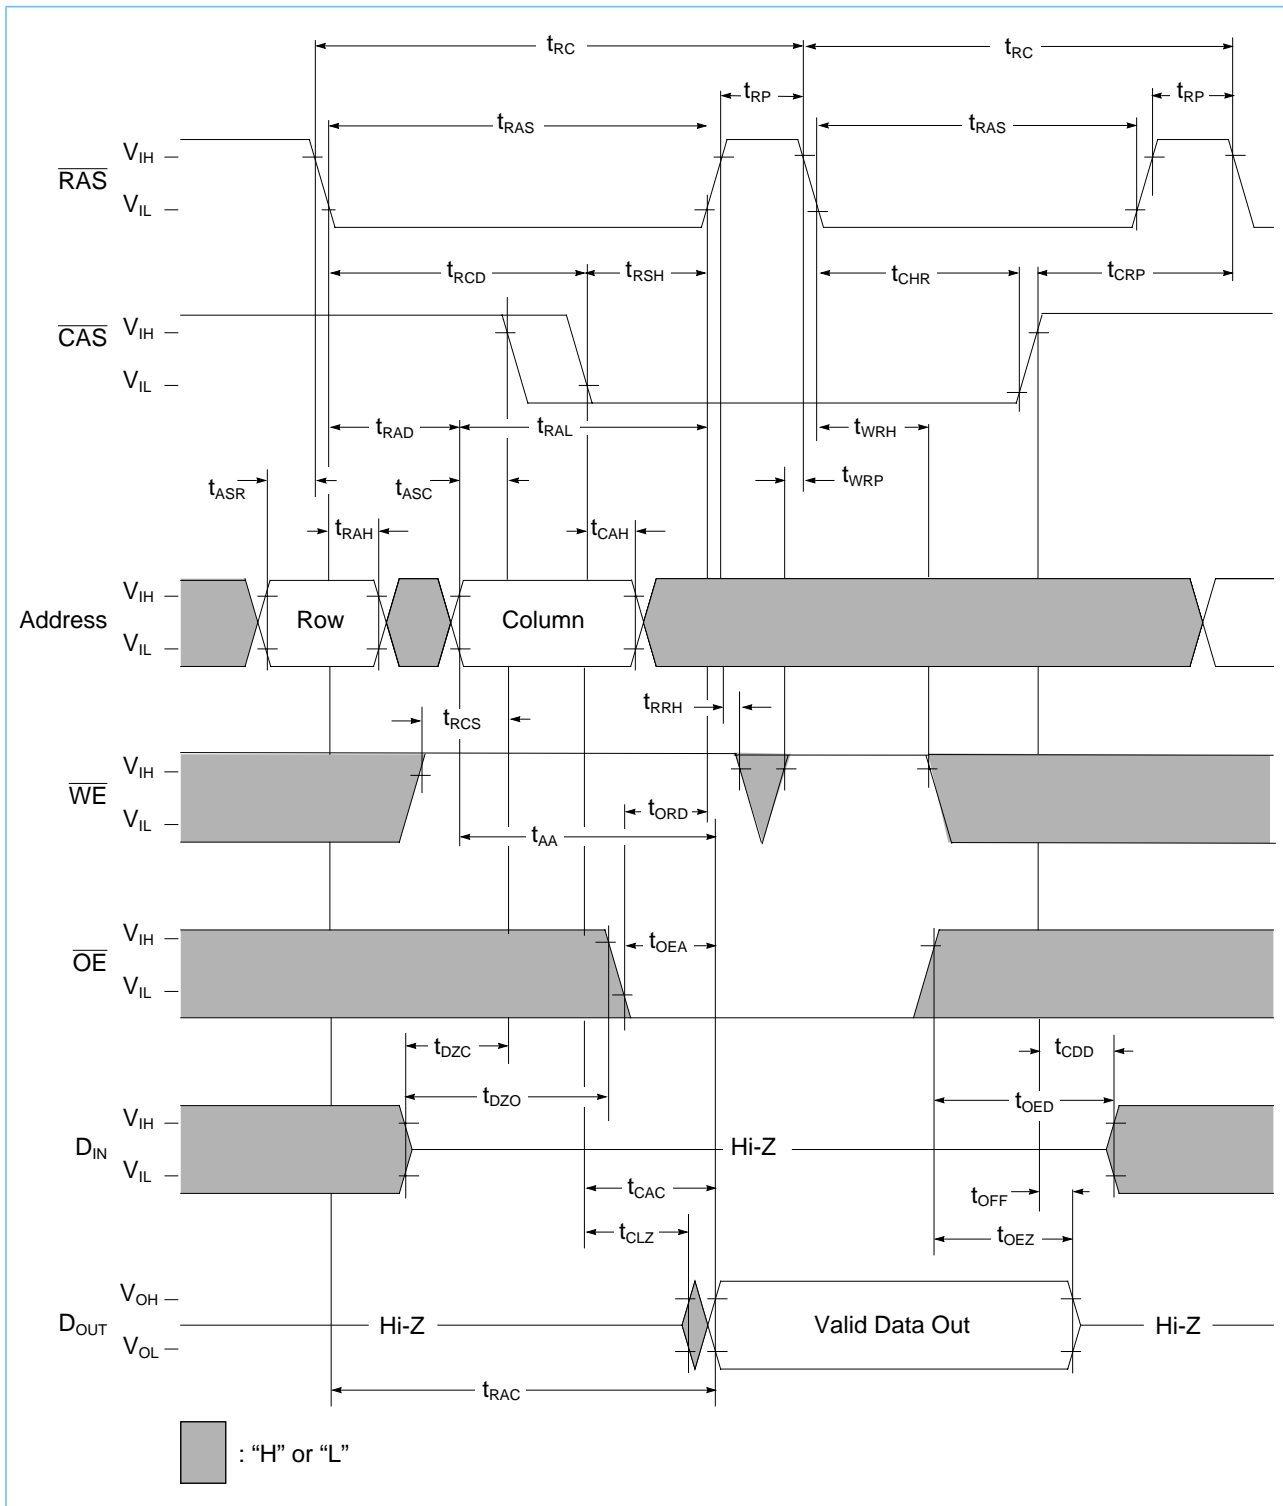 tRC tRC
tRP tRP
tRAS tRAS
RAS VIH
VIL
tRCD tRSH tCHR tCRP
CAS VIH
VIL
tRAD tRAL tWRH
tASR tASC tWRP
tRAH tCAH
Address VIH
Row Column
VIL
tRRH
tRCS
WE VIH
VIL
tORD
tAA
OE VIH
tOEA
VIL
tDZC tCDD
tDZO tOED
DIN VIH
Hi-Z
VIL
tCAC tOFF
tCLZ tOEZ
VOH
DOUT Hi-Z Valid Data Out Hi-Z
VOL
tRAC
: “H” or “L”